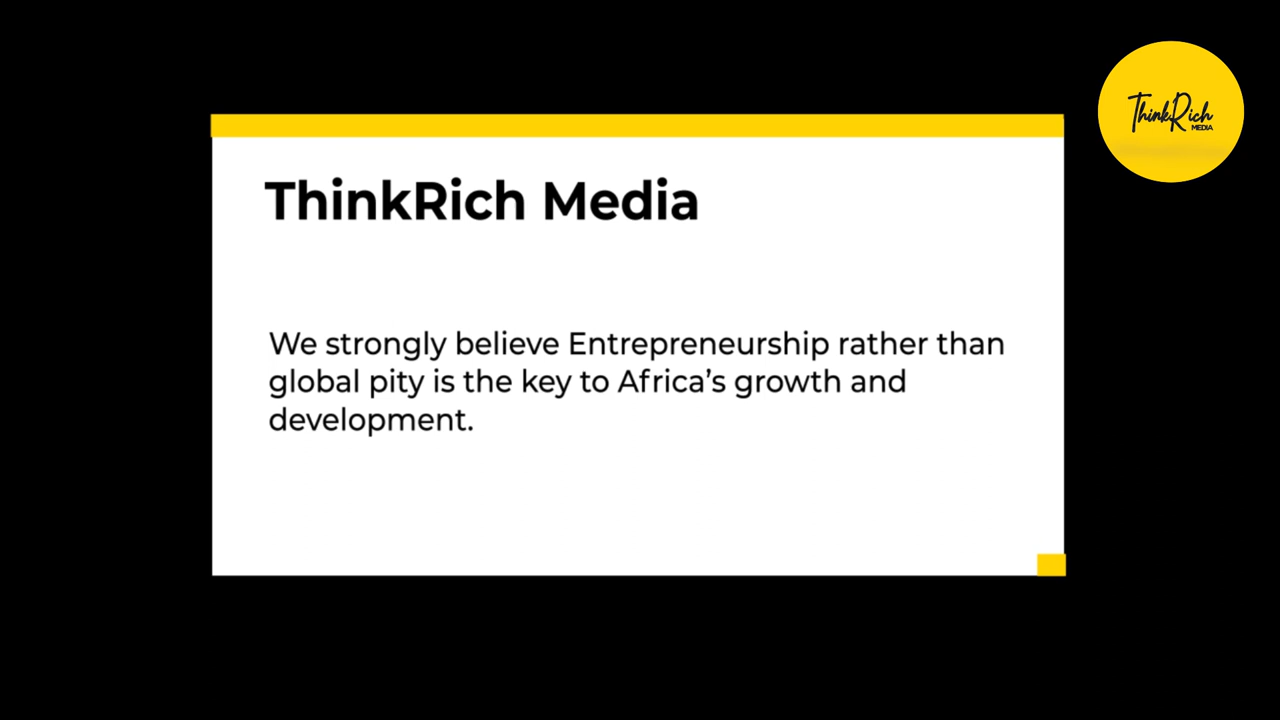 ThinkRich
MEDIA
ThinkRich Media
We strongly believe Entrepreneurship rather than
global pity is the key to Africa’s growth and
development.